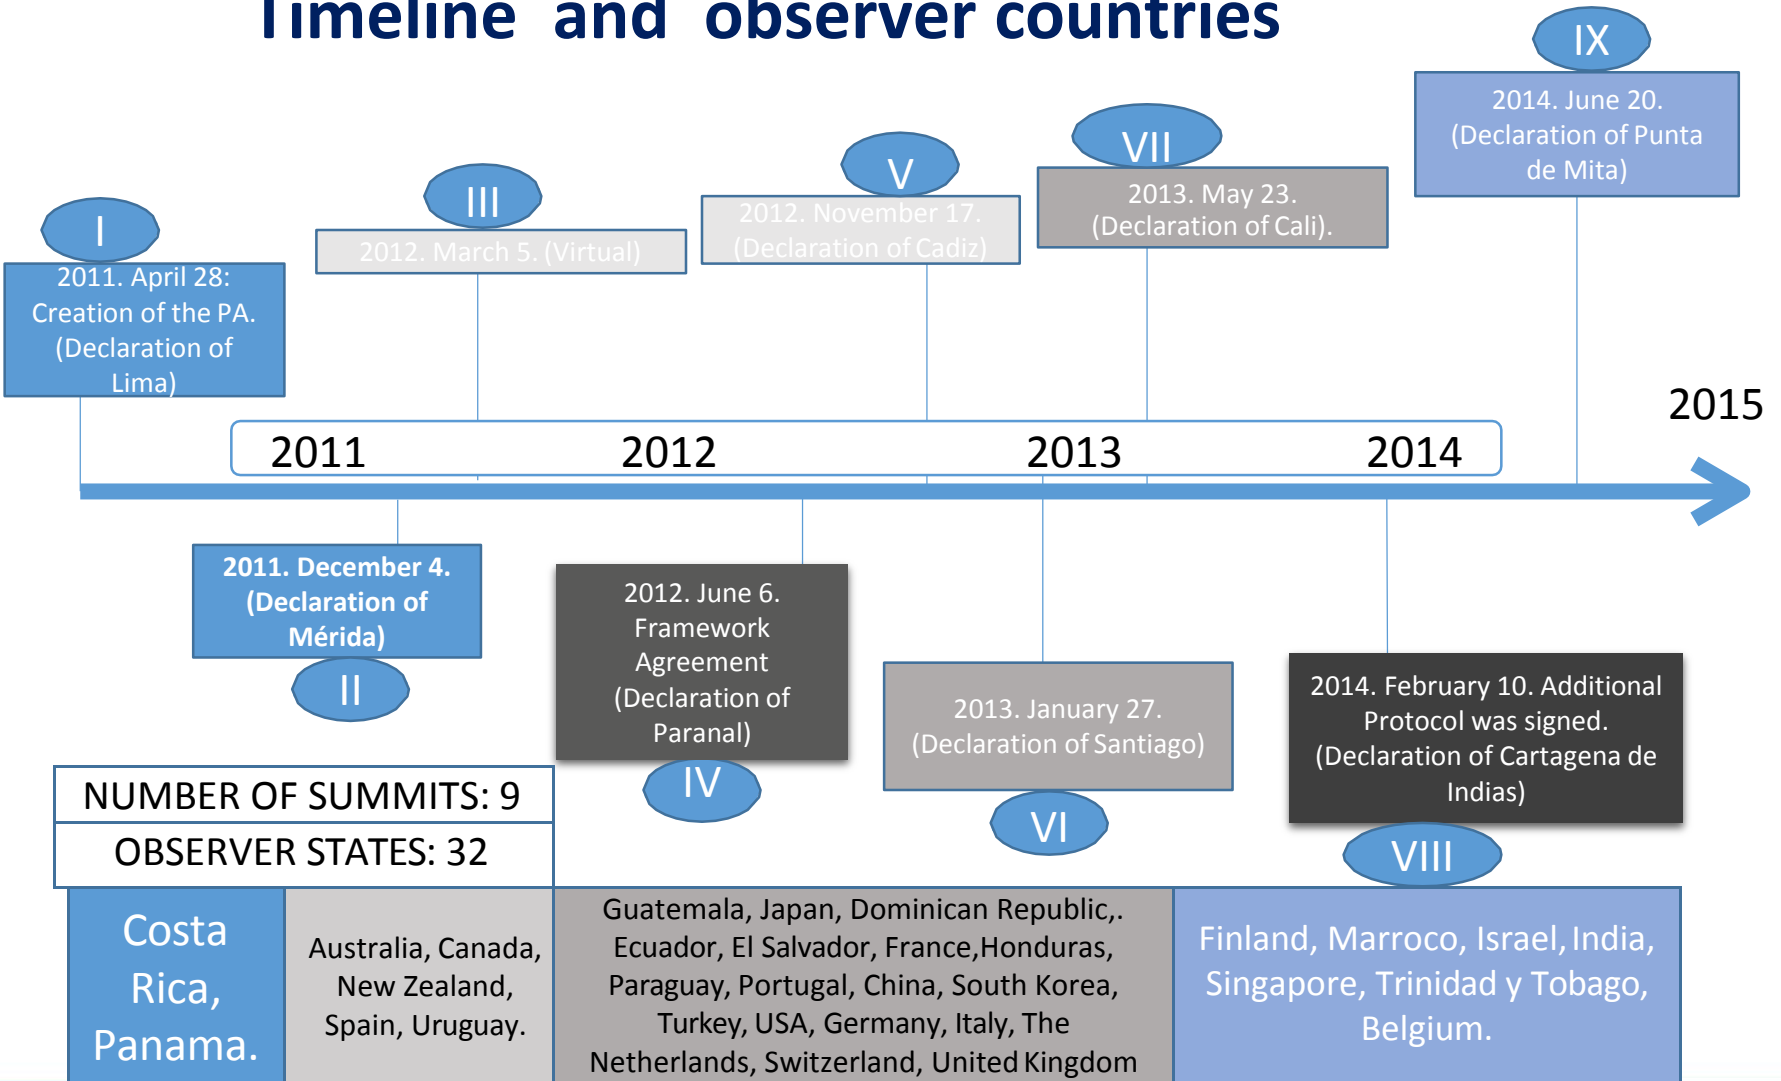 Timeline and observer countries
IX
2014. June 20.
(Declaration of Punta
de Mita)
VII
2013. May 23.
(Declaration of Cali).
V
2012. November 17.
(Declaration of Cadiz)
III
2012. March 5. (Virtual)
I
2011. April 28:
Creation of the PA.
(Declaration of
Lima)
2015
2011
2012
2013
2014
2011. December 4.
(Declaration of
Mérida)
II
2012. June 6.
Framework
Agreement
(Declaration of
Paranal)
IV
2013. January 27.
(Declaration of Santiago)
VI
2014. February 10. Additional
Protocol was signed.
(Declaration of Cartagena de
Indias)
VIII
NUMBER OF SUMMITS: 9
OBSERVER STATES: 32
Costa
Rica,
Panama.
Australia, Canada,
New Zealand,
Spain, Uruguay.
Guatemala, Japan, Dominican Republic,.
Ecuador, El Salvador, France,Honduras,
Paraguay, Portugal, China, South Korea,
Turkey, USA, Germany, Italy, The
Netherlands, Switzerland, United Kingdom
Finland, Marroco, Israel, India,
Singapore, Trinidad y Tobago,
Belgium.